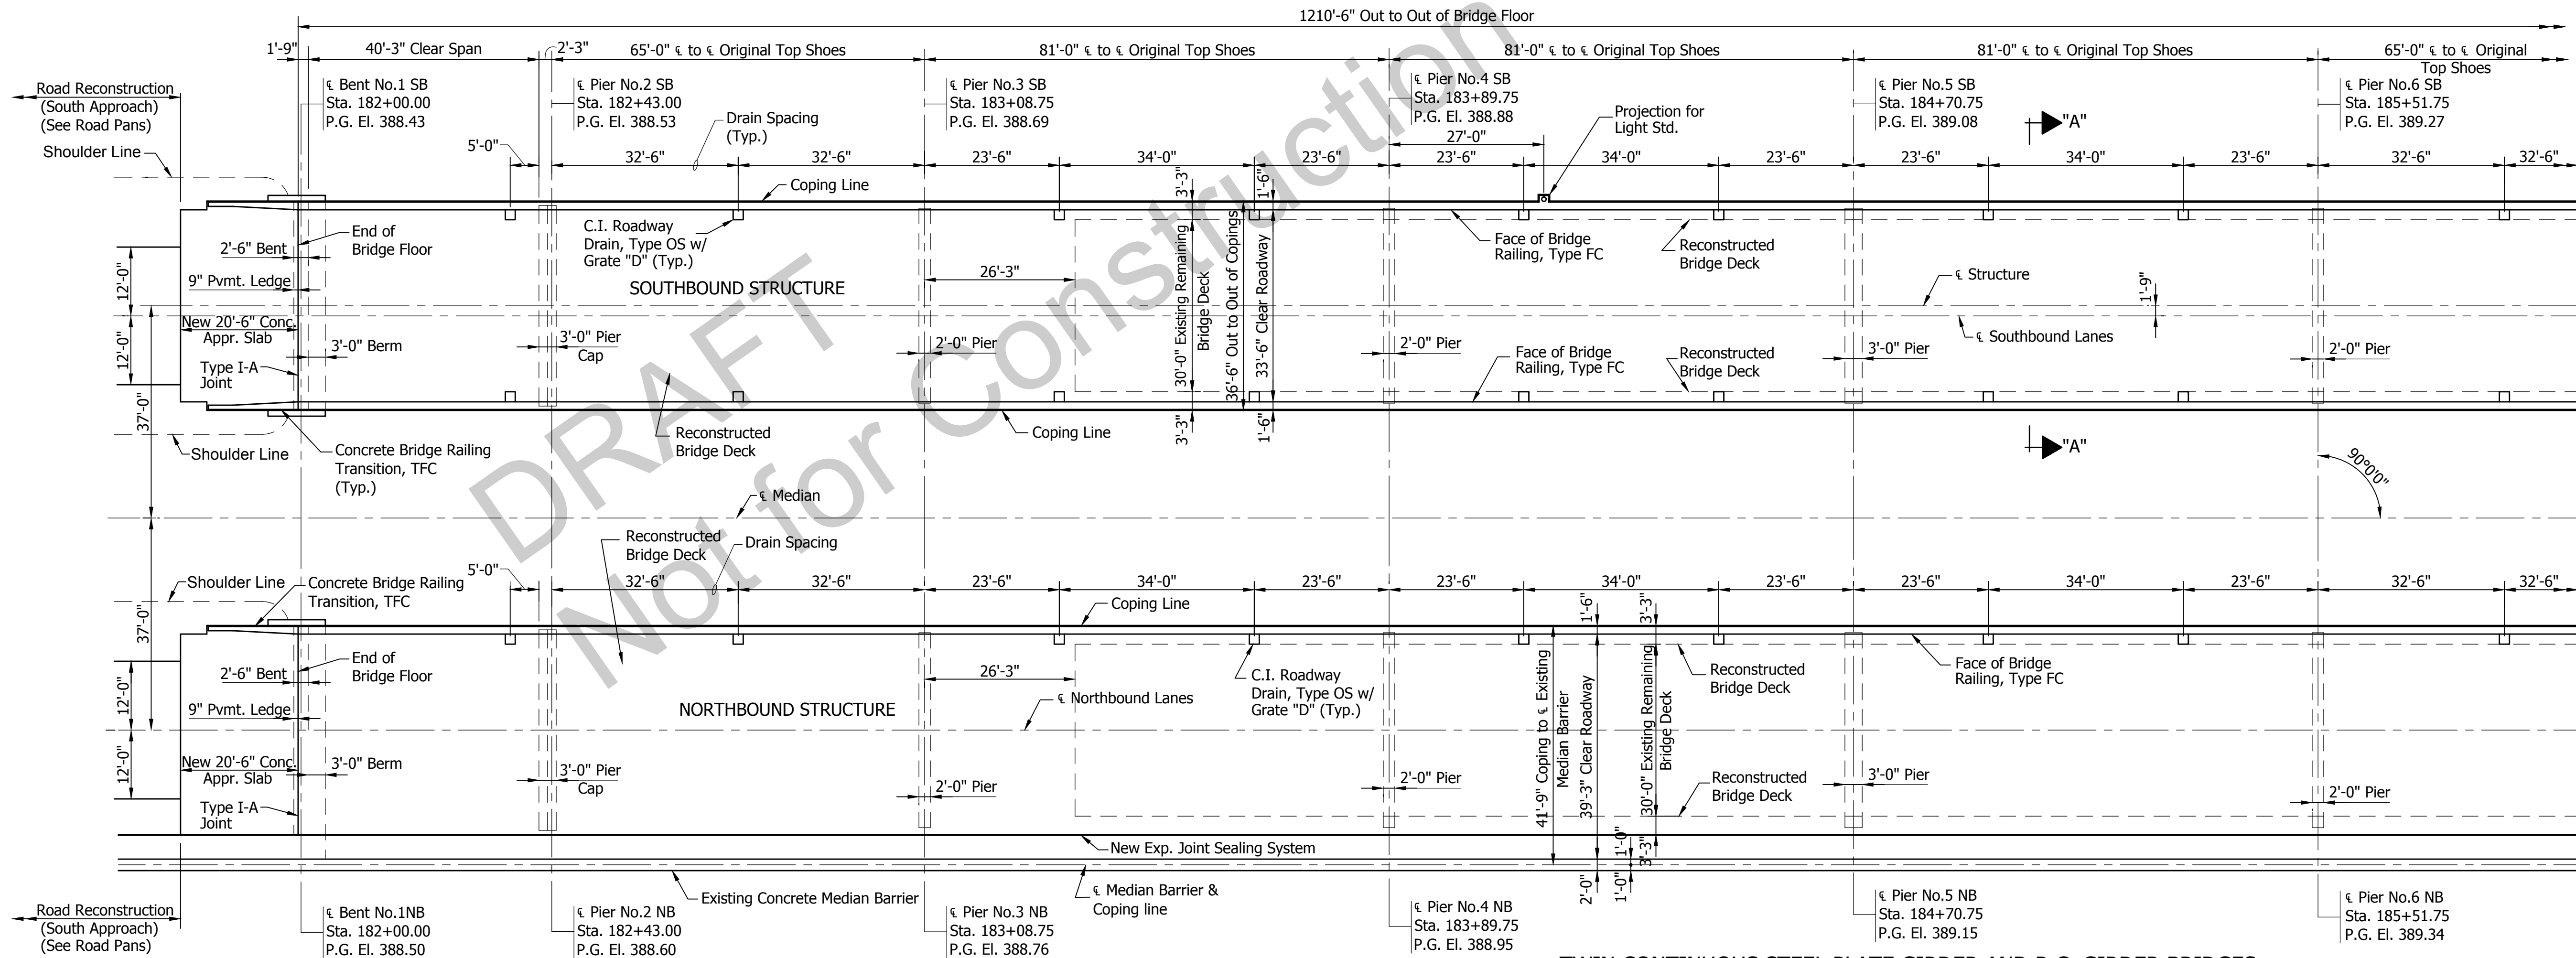 1210'-6" Out to Out of Bridge Floor
1'-9"
40'-3" Clear Span
2'-3"
65'-0" ℄ to ℄ Original Top Shoes
81'-0" ℄ to ℄ Original Top Shoes
81'-0" ℄ to ℄ Original Top Shoes
81'-0" ℄ to ℄ Original Top Shoes
65'-0" ℄ to ℄ Original
Top Shoes
Road Reconstruction
(South Approach)
(See Road Pans)
Shoulder Line
℄ Bent No.1 SB
Sta. 182+00.00
P.G. El. 388.43
℄ Pier No.2 SB
Sta. 182+43.00
P.G. El. 388.53
Drain Spacing
(Typ.)
℄ Pier No.3 SB
Sta. 183+08.75
P.G. El. 388.69
℄ Pier No.4 SB
Sta. 183+89.75
P.G. El. 388.88
Projection for
Light Std.
℄ Pier No.5 SB
Sta. 184+70.75
P.G. El. 389.08
"A"
℄ Pier No.6 SB
Sta. 185+51.75
P.G. El. 389.27
27'-0"
5'-0"
32'-6"
32'-6"
23'-6"
34'-0"
23'-6"
23'-6"
34'-0"
23'-6"
23'-6"
34'-0"
23'-6"
32'-6"
32'-6"
Coping Line
3'-3"
1'-6"
C.I. Roadway
Drain, Type OS w/
Grate "D" (Typ.)
End of
Bridge Floor
2'-6" Bent
9" Pvmt. Ledge
12'-0"
12'-0"
New 20'-6" Conc.
Appr. Slab
3'-0" Berm
Type I-A
Joint
SOUTHBOUND STRUCTURE
26'-3"
30'-0" Existing Remaining
Bridge Deck
36'-6" Out to Out of Copings
33'-6" Clear Roadway
Face of Bridge
Railing, Type FC
Reconstructed
Bridge Deck
℄ Structure
1'-9"
℄ Southbound Lanes
3'-0" Pier
Cap
2'-0" Pier
2'-0" Pier
Face of Bridge
Railing, Type FC
Reconstructed
Bridge Deck
3'-0" Pier
2'-0" Pier
37'-0"
Shoulder Line
Concrete Bridge Railing
Transition, TFC
(Typ.)
Reconstructed
Bridge Deck
Coping Line
3'-3"
1'-6"
"A"
90°0'0"
DRAFT
Not for Construction
℄ Median
Reconstructed
Bridge Deck
Drain Spacing
Shoulder Line
Concrete Bridge Railing
Transition, TFC
5'-0"
32'-6"
32'-6"
23'-6"
34'-0"
23'-6"
23'-6"
34'-0"
23'-6"
23'-6"
34'-0"
23'-6"
32'-6"
32'-6"
37'-0"
Coping Line
1'-6"
3'-3"
End of
Bridge Floor
2'-6" Bent
9" Pvmt. Ledge
12'-0"
12'-0"
New 20'-6" Conc.
Appr. Slab
3'-0" Berm
Type I-A
Joint
NORTHBOUND STRUCTURE
26'-3"
℄ Northbound Lanes
C.I. Roadway
Drain, Type OS w/
Grate "D" (Typ.)
41'-9" Coping to ℄ Existing
Median Barrier
39'-3" Clear Roadway
30'-0" Existing Remaining
Bridge Deck
Reconstructed
Bridge Deck
Face of Bridge
Railing, Type FC
3'-0" Pier
Cap
2'-0" Pier
2'-0" Pier
Reconstructed
Bridge Deck
3'-0" Pier
2'-0" Pier
New Exp. Joint Sealing System
1'-0"
3'-3"
2'-0"
1'-0"
Existing Concrete Median Barrier
℄ Median Barrier &
Coping line
Road Reconstruction
(South Approach)
(See Road Pans)
℄ Bent No.1NB
Sta. 182+00.00
P.G. El. 388.50
℄ Pier No.2 NB
Sta. 182+43.00
P.G. El. 388.60
℄ Pier No.3 NB
Sta. 183+08.75
P.G. El. 388.76
℄ Pier No.4 NB
Sta. 183+89.75
P.G. El. 388.95
℄ Pier No.5 NB
Sta. 184+70.75
P.G. El. 389.15
℄ Pier No.6 NB
Sta. 185+51.75
P.G. El. 389.34